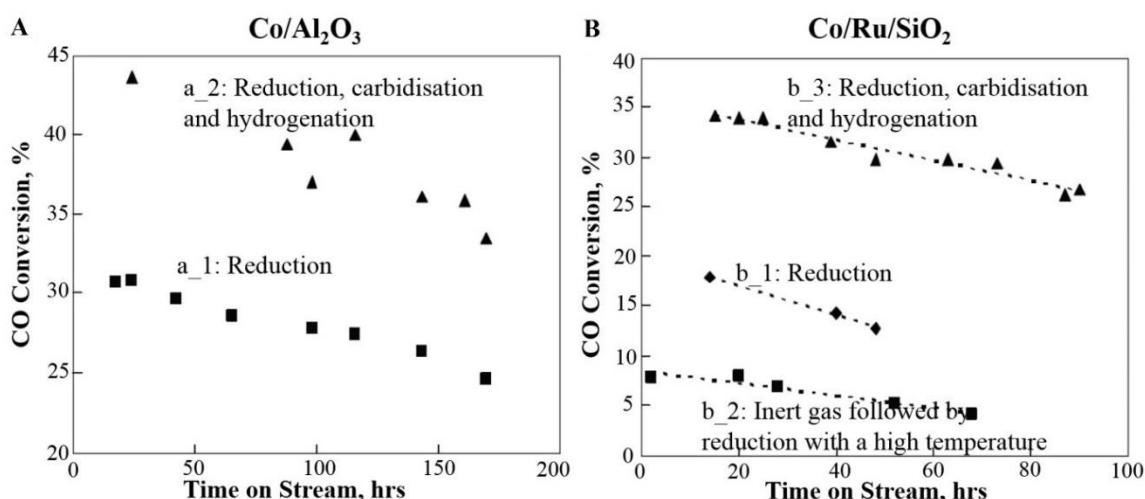 A
Co/Al₂O₃
CO Conversion, %
45
40
35
30
25
20
a_2: Reduction, carbidisation
and hydrogenation
a_1: Reduction
0
50
100
150
200
Time on Stream, hrs
B
Co/Ru/SiO₂
CO Conversion, %
40
35
30
25
20
15
10
5
0
b_3: Reduction, carbidisation
and hydrogenation
b_1: Reduction
b_2: Inert gas followed by
reduction with a high temperature
0
20
40
60
80
100
Time on Stream, hrs